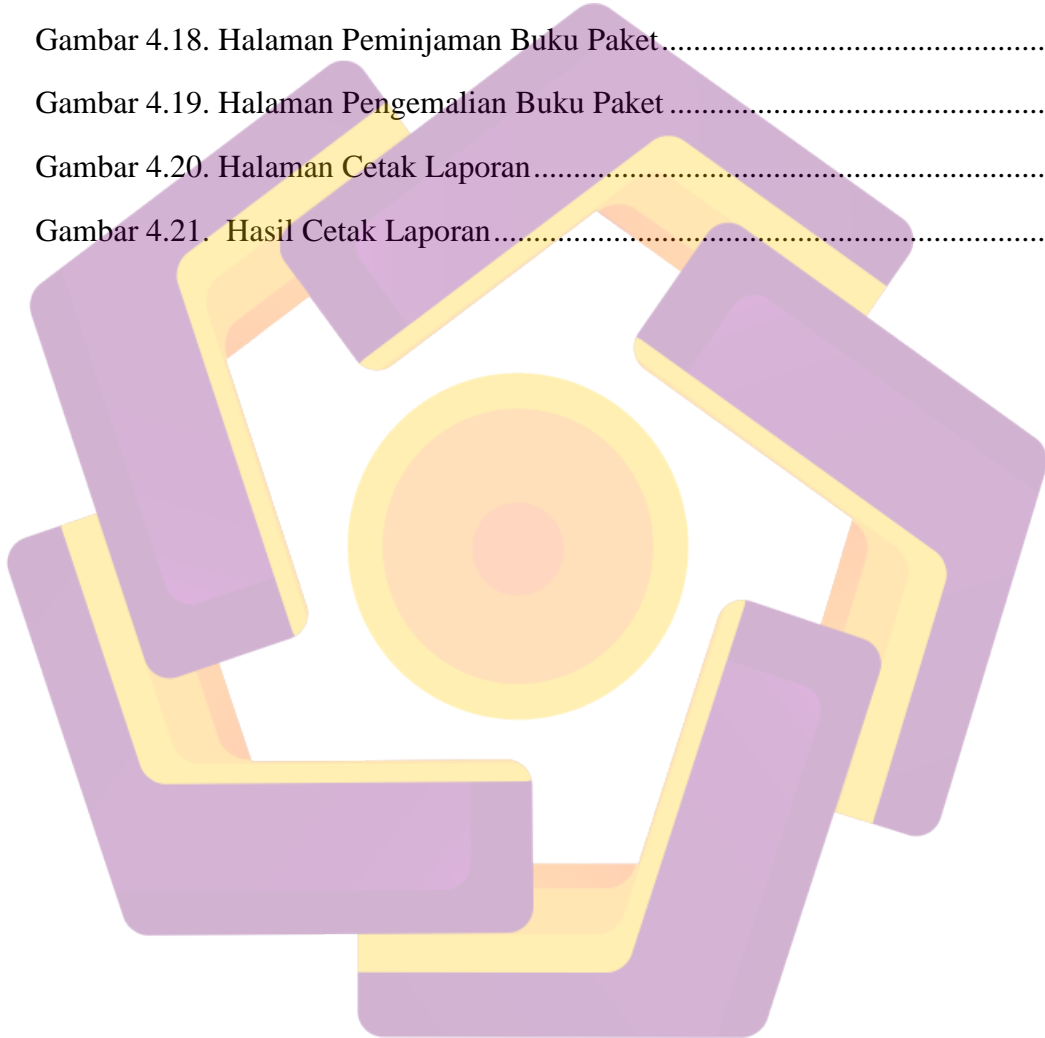 Gambar 4.18. Halaman Peminjaman Buku Paket................................................
Gambar 4.19. Halaman Pengemalian Buku Paket ...............................................
Gambar 4.20. Halaman Cetak Laporan................................................................
Gambar 4.21.  Hasil Cetak Laporan.....................................................................